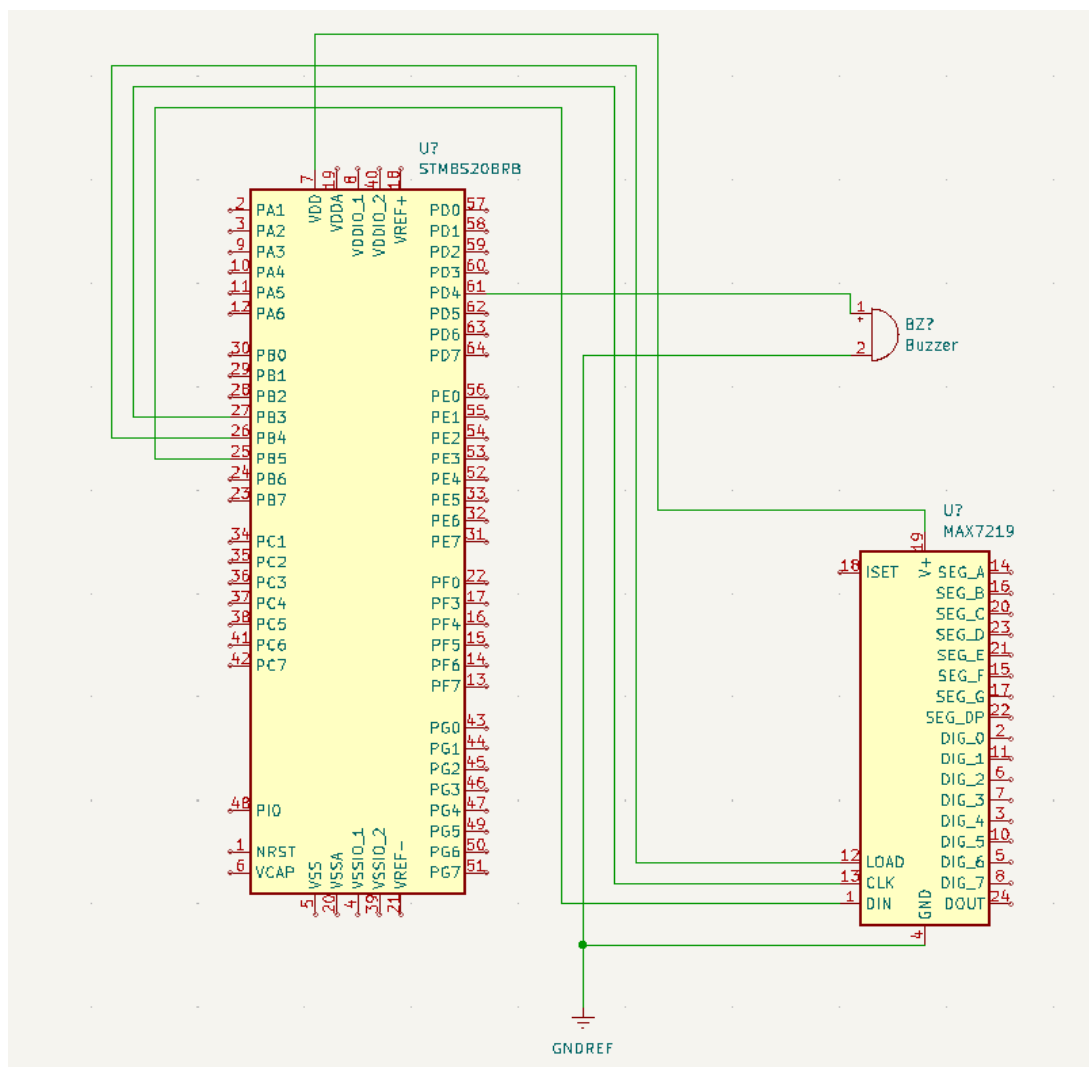 U?
STM8S208RB
7
VDD
19
VDDA
8
VDDIO_1
40
VDDIO_2
18
VREF+
2 PA1
3 PA2
9 PA3
10 PA4
11 PA5
12 PA6
30 PB0
29 PB1
28 PB2
27 PB3
26 PB4
25 PB5
24 PB6
23 PB7
34 PC1
35 PC2
36 PC3
37 PC4
38 PC5
41 PC6
42 PC7
48 PI0
1 NRST
6 VCAP
PD0 57
PD1 58
PD2 59
PD3 60
PD4 61
PD5 62
PD6 63
PD7 64
PE0 56
PE1 55
PE2 54
PE3 53
PE4 52
PE5 33
PE6 32
PE7 31
PF0 22
PF3 17
PF4 16
PF5 15
PF6 14
PF7 13
PG0 43
PG1 44
PG2 45
PG3 46
PG4 47
PG5 49
PG6 50
PG7 51
VSS
5
VSSA
20
VSSIO_1
4
VSSIO_2
39
VREF-
21
1
+
2
BZ?
Buzzer
U?
MAX7219
19
V+
18 ISET
12 LOAD
13 CLK
1 DIN
SEG_A 14
SEG_B 16
SEG_C 20
SEG_D 23
SEG_E 21
SEG_F 15
SEG_G 17
SEG_DP 22
DIG_0 2
DIG_1 11
DIG_2 6
DIG_3 7
DIG_4 3
DIG_5 10
DIG_6 5
DIG_7 8
DOUT 24
GND
4
GNDREF